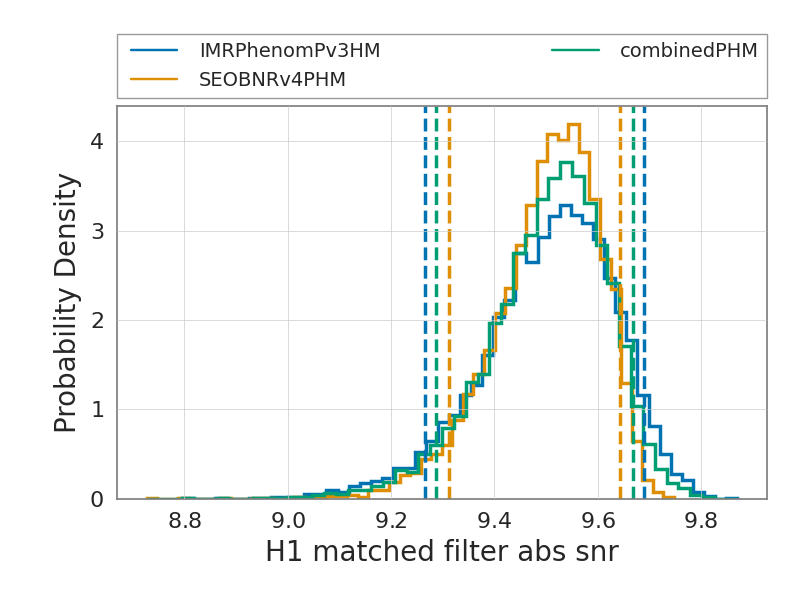 IMRPhenomPv3HM
SEOBNRv4PHM
combinedPHM
Probability Density
4
3
2
1
0
8.8 9.0 9.2 9.4 9.6 9.8
H1 matched filter abs snr